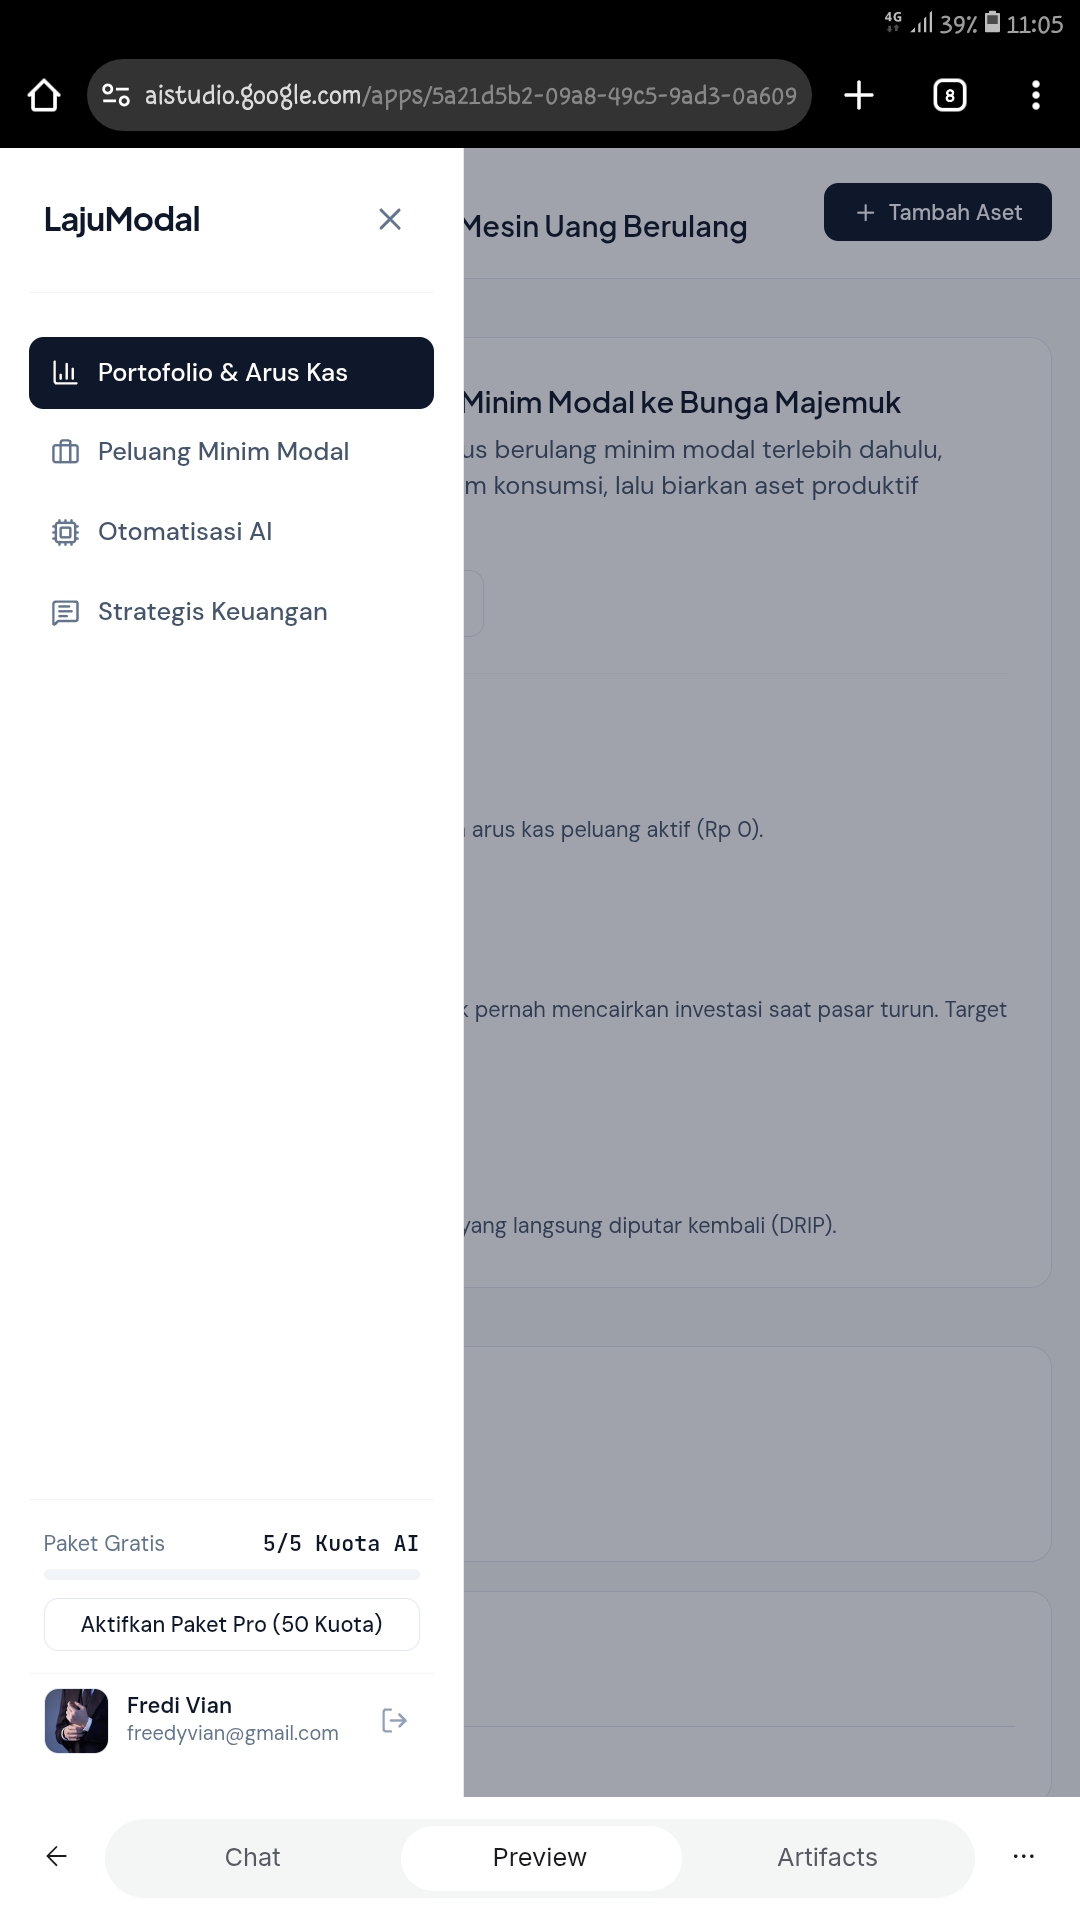 4G 39% 11:05
aistudio.google.com/apps/5a21d5b2-09a8-49c5-9ad3-0a609
8
LajuModal
Mesin Uang Berulang
Tambah Aset
Portofolio & Arus Kas
Peluang Minim Modal
Otomatisasi AI
Strategis Keuangan
Minim Modal ke Bunga Majemuk
us berulang minim modal terlebih dahulu,
m konsumsi, lalu biarkan aset produktif
arus kas peluang aktif (Rp 0).
k pernah mencairkan investasi saat pasar turun. Target
yang langsung diputar kembali (DRIP).
Paket Gratis 5/5 Kuota AI
Aktifkan Paket Pro (50 Kuota)
Fredi Vian
freedyvian@gmail.com
Chat Preview Artifacts